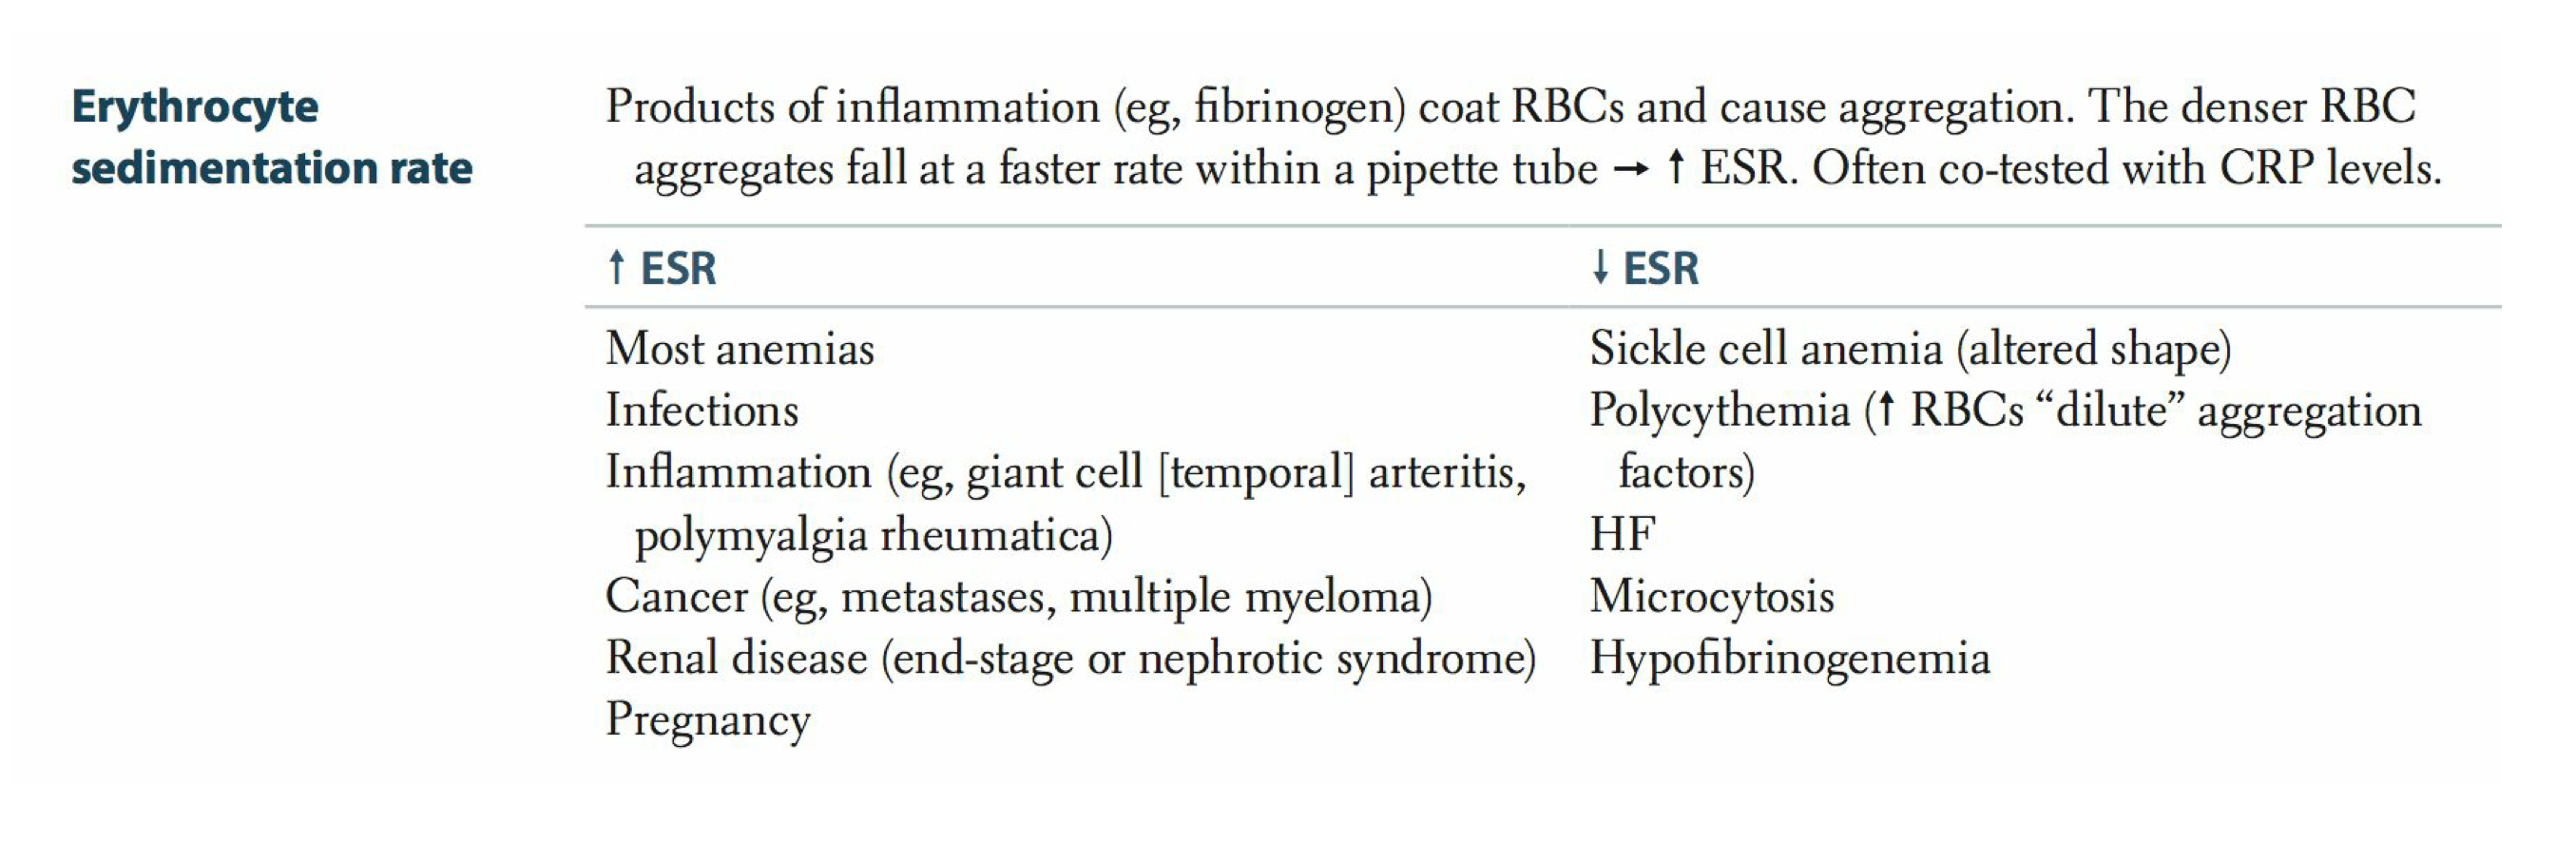 Erythrocyte
sedimentation rate
Products of inflammation (eg, fibrinogen) coat RBCs and cause aggregation. The denser RBC
aggregates fall at a faster rate within a pipette tube → ↑ ESR. Often co-tested with CRP levels.
↑ ESR
↓ ESR
Most anemias
Infections
Inflammation (eg, giant cell [temporal] arteritis,
polymyalgia rheumatica)
Cancer (eg, metastases, multiple myeloma)
Renal disease (end-stage or nephrotic syndrome)
Pregnancy
Sickle cell anemia (altered shape)
Polycythemia (↑ RBCs “dilute” aggregation
factors)
HF
Microcytosis
Hypofibrinogenemia